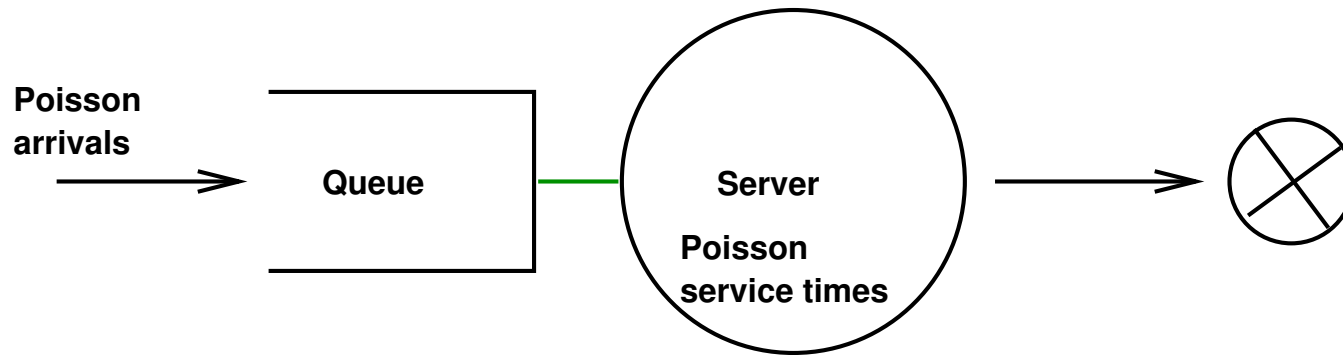 Poisson
arrivals
Queue
Server
Poisson
service times